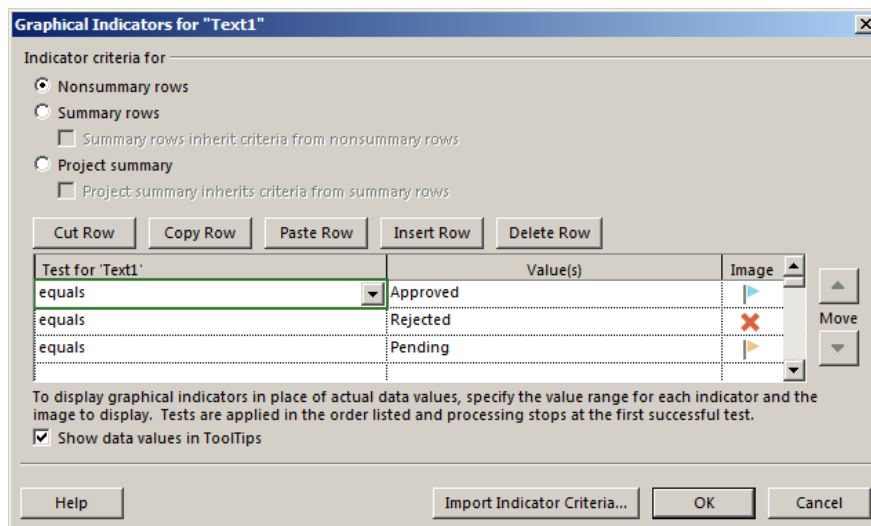 Graphical Indicators for "Text1"
Indicator criteria for
Nonsummary rows
Summary rows
Summary rows inherit criteria from nonsummary rows
Project summary
Project summary inherits criteria from summary rows
Cut Row Copy Row Paste Row Insert Row Delete Row
Test for 'Text1' Value(s) Image
equals Approved
equals Rejected Move
equals Pending
To display graphical indicators in place of actual data values, specify the value range for each indicator and the
image to display. Tests are applied in the order listed and processing stops at the first successful test.
Show data values in ToolTips
Help Import Indicator Criteria... OK Cancel